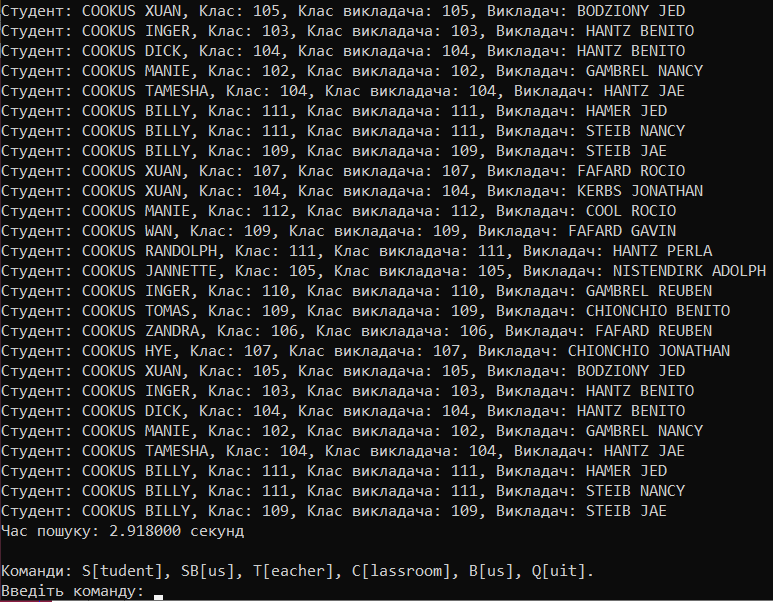 Студент: COOKUS XUAN, Клас: 105, Клас викладача: 105, Викладач: BODZIONY JED
Студент: COOKUS INGER, Клас: 103, Клас викладача: 103, Викладач: HANTZ BENITO
Студент: COOKUS DICK, Клас: 104, Клас викладача: 104, Викладач: HANTZ BENITO
Студент: COOKUS MANIE, Клас: 102, Клас викладача: 102, Викладач: GAMBREL NANCY
Студент: COOKUS TAMESHA, Клас: 104, Клас викладача: 104, Викладач: HANTZ JAE
Студент: COOKUS BILLY, Клас: 111, Клас викладача: 111, Викладач: HAMER JED
Студент: COOKUS BILLY, Клас: 111, Клас викладача: 111, Викладач: STEIB NANCY
Студент: COOKUS BILLY, Клас: 109, Клас викладача: 109, Викладач: STEIB JAE
Студент: COOKUS XUAN, Клас: 107, Клас викладача: 107, Викладач: FAFARD ROCIO
Студент: COOKUS XUAN, Клас: 104, Клас викладача: 104, Викладач: KERBS JONATHAN
Студент: COOKUS MANIE, Клас: 112, Клас викладача: 112, Викладач: COOL ROCIO
Студент: COOKUS WAN, Клас: 109, Клас викладача: 109, Викладач: FAFARD GAVIN
Студент: COOKUS RANDOLPH, Клас: 111, Клас викладача: 111, Викладач: HANTZ PERLA
Студент: COOKUS JANNETTE, Клас: 105, Клас викладача: 105, Викладач: NISTENDIRK ADOLPH
Студент: COOKUS INGER, Клас: 110, Клас викладача: 110, Викладач: GAMBREL REUBEN
Студент: COOKUS TOMAS, Клас: 109, Клас викладача: 109, Викладач: CHIONCHIO BENITO
Студент: COOKUS ZANDRA, Клас: 106, Клас викладача: 106, Викладач: FAFARD REUBEN
Студент: COOKUS HYE, Клас: 107, Клас викладача: 107, Викладач: CHIONCHIO JONATHAN
Студент: COOKUS XUAN, Клас: 105, Клас викладача: 105, Викладач: BODZIONY JED
Студент: COOKUS INGER, Клас: 103, Клас викладача: 103, Викладач: HANTZ BENITO
Студент: COOKUS DICK, Клас: 104, Клас викладача: 104, Викладач: HANTZ BENITO
Студент: COOKUS MANIE, Клас: 102, Клас викладача: 102, Викладач: GAMBREL NANCY
Студент: COOKUS TAMESHA, Клас: 104, Клас викладача: 104, Викладач: HANTZ JAE
Студент: COOKUS BILLY, Клас: 111, Клас викладача: 111, Викладач: HAMER JED
Студент: COOKUS BILLY, Клас: 111, Клас викладача: 111, Викладач: STEIB NANCY
Студент: COOKUS BILLY, Клас: 109, Клас викладача: 109, Викладач: STEIB JAE
Час пошуку: 2.918000 секунд
Команди: S[tudent], SB[us], T[eacher], C[lassroom], B[us], Q[uit].
Введіть команду: